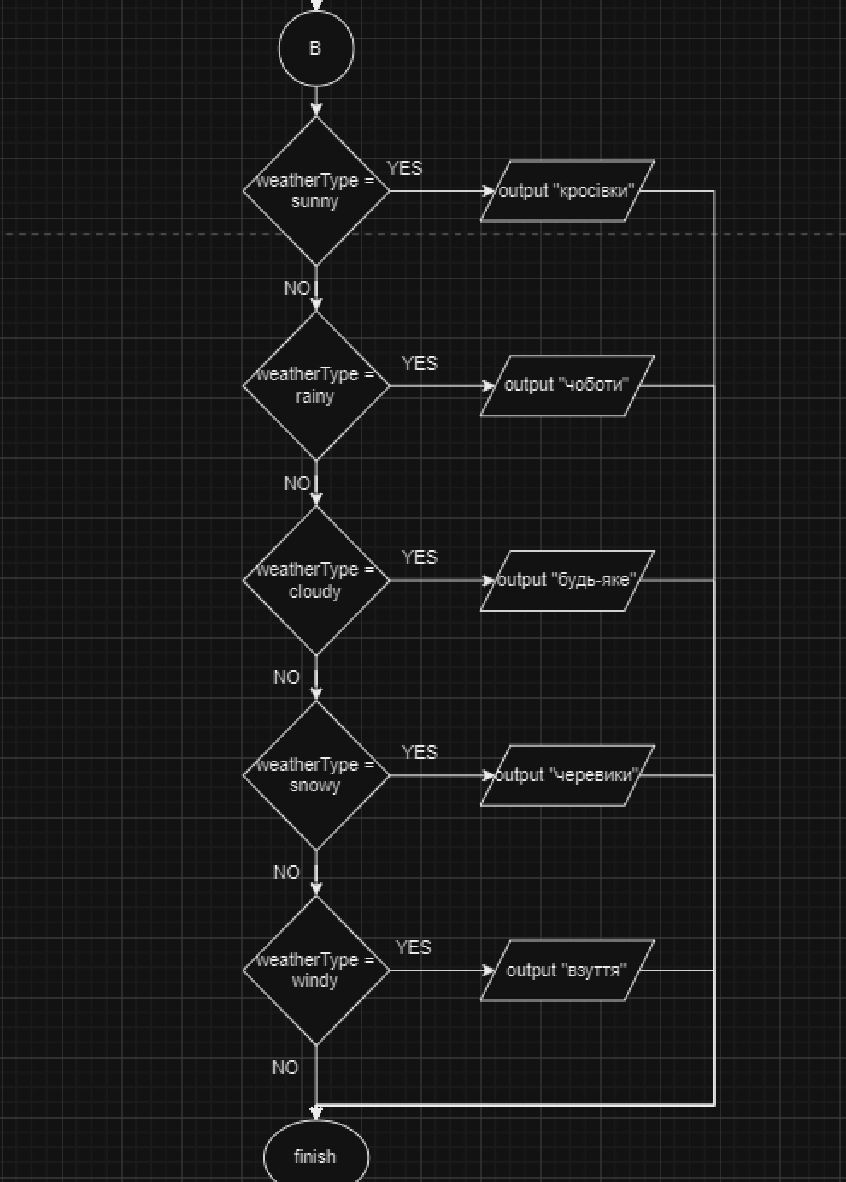 B
weatherType =
sunny
YES
output "кросівки"
NO
weatherType =
rainy
YES
output "чоботи"
NO
weatherType =
cloudy
YES
output "будь-яке"
NO
weatherType =
snowy
YES
output "черевики"
NO
weatherType =
windy
YES
output "взуття"
NO
finish